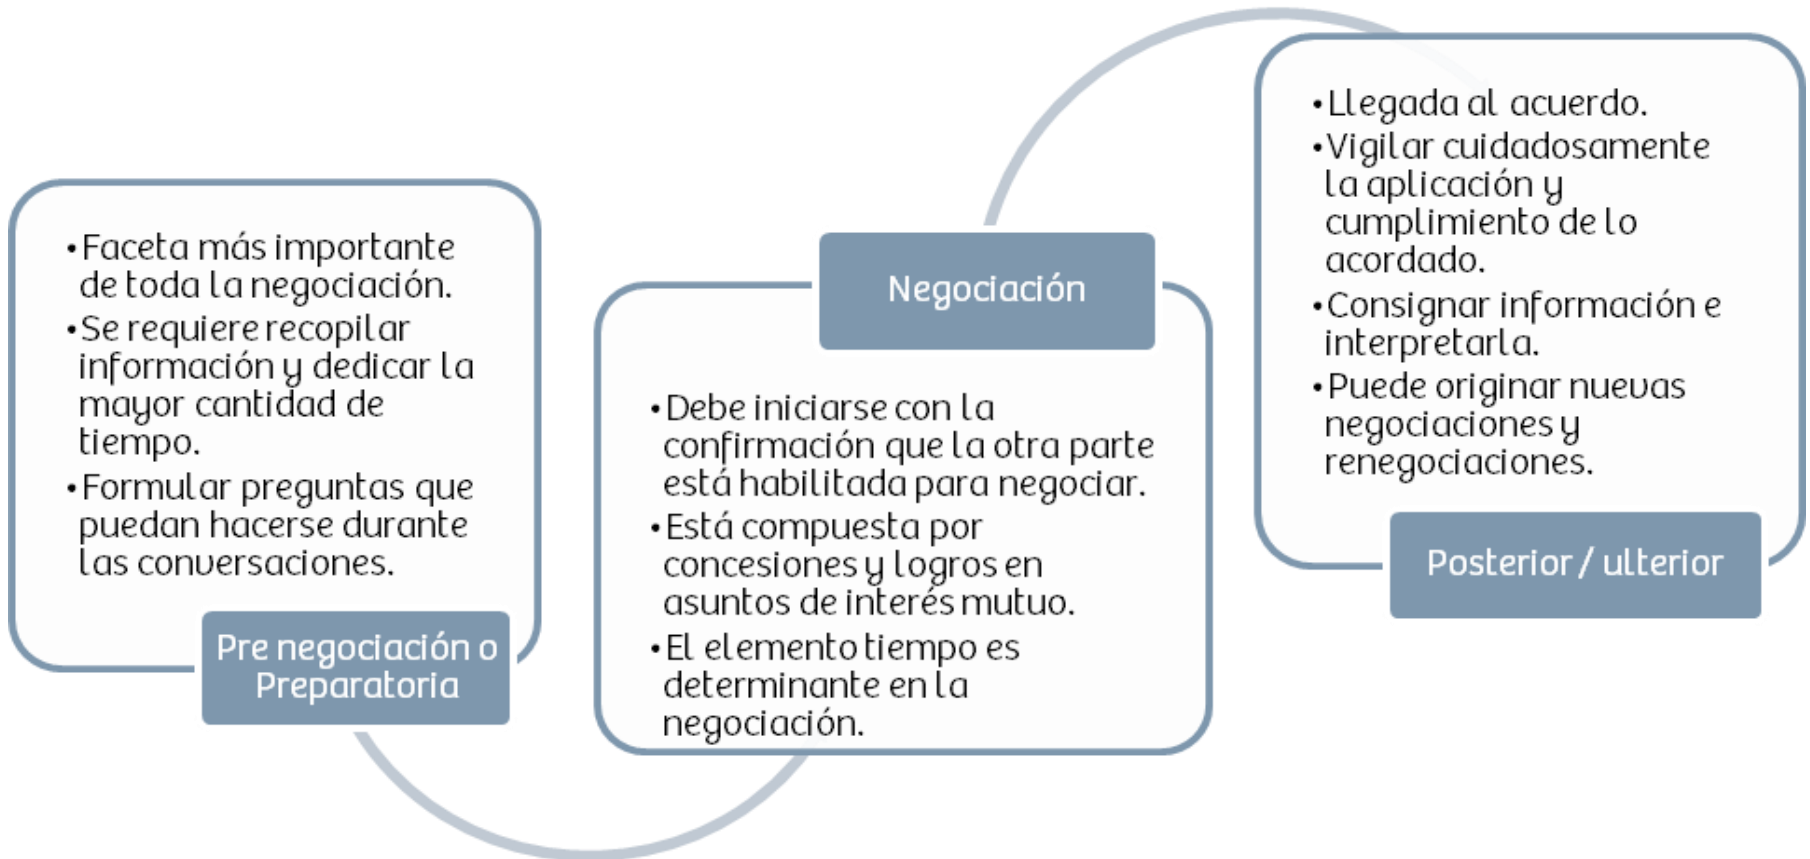 •Faceta más importante
de toda la negociación.
•Se requiere recopilar
información y dedicar la
mayor cantidad de
tiempo.
•Formular preguntas que
puedan hacerse durante
las conversaciones.
Pre negociación o
Preparatoria
Negociación
•Debe iniciarse con la
confirmación que la otra parte
está habilitada para negociar.
•Está compuesta por
concesiones y logros en
asuntos de interés mutuo.
•El elemento tiempo es
determinante en la
negociación.
•Llegada al acuerdo.
•Vigilar cuidadosamente
la aplicación y
cumplimiento de lo
acordado.
•Consignar información e
interpretarla.
•Puede originar nuevas
negociaciones y
renegociaciones.
Posterior / ulterior